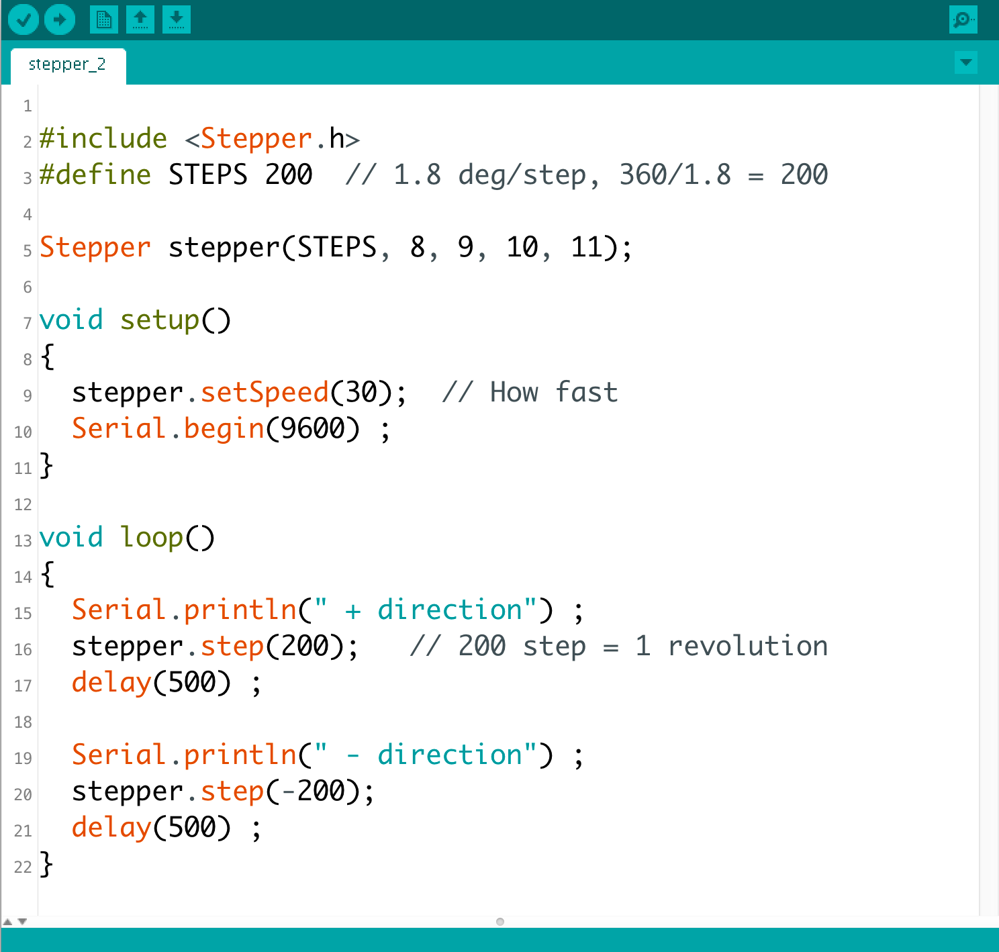 stepper_2
1
2 #include <Stepper.h>
3 #define STEPS 200  // 1.8 deg/step, 360/1.8 = 200
4
5 Stepper stepper(STEPS, 8, 9, 10, 11);
6
7 void setup()
8 {
9   stepper.setSpeed(30);  // How fast
10   Serial.begin(9600) ;
11 }
12
13 void loop()
14 {
15   Serial.println(" + direction") ;
16   stepper.step(200);   // 200 step = 1 revolution
17   delay(500) ;
18
19   Serial.println(" - direction") ;
20   stepper.step(-200);
21   delay(500) ;
22 }